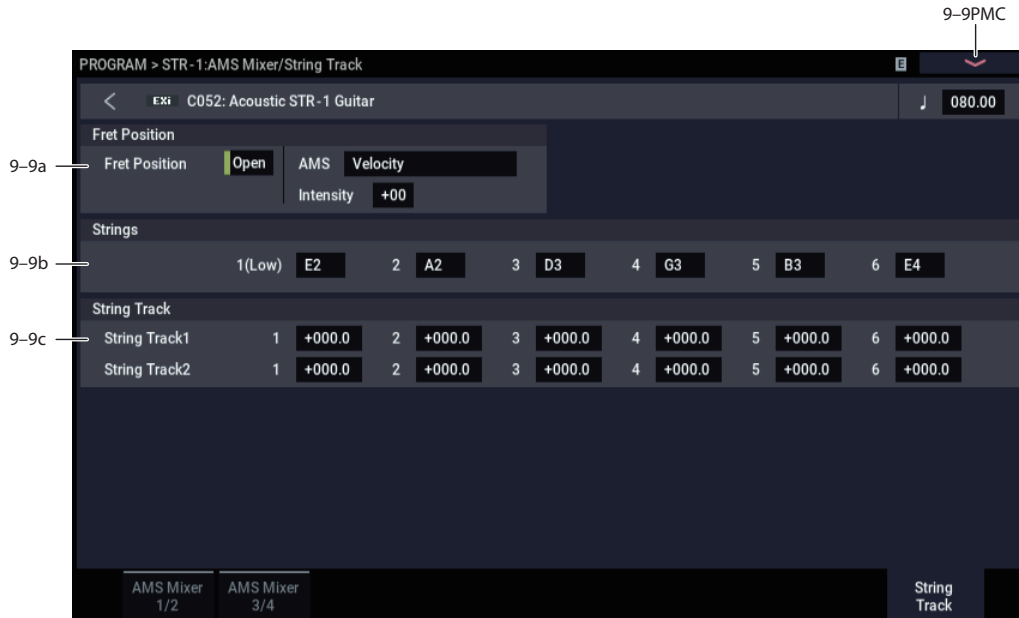 9–9PMC
PROGRAM > STR-1:AMS Mixer/String Track E
EXi C052: Acoustic STR-1 Guitar ♩ 080.00
Fret Position
9–9a Fret Position Open AMS Velocity
Intensity +00
Strings
9–9b 1(Low) E2 2 A2 3 D3 4 G3 5 B3 6 E4
String Track
9–9c String Track1 1 +000.0 2 +000.0 3 +000.0 4 +000.0 5 +000.0 6 +000.0
String Track2 1 +000.0 2 +000.0 3 +000.0 4 +000.0 5 +000.0 6 +000.0
AMS Mixer AMS Mixer String
1/2 3/4 Track